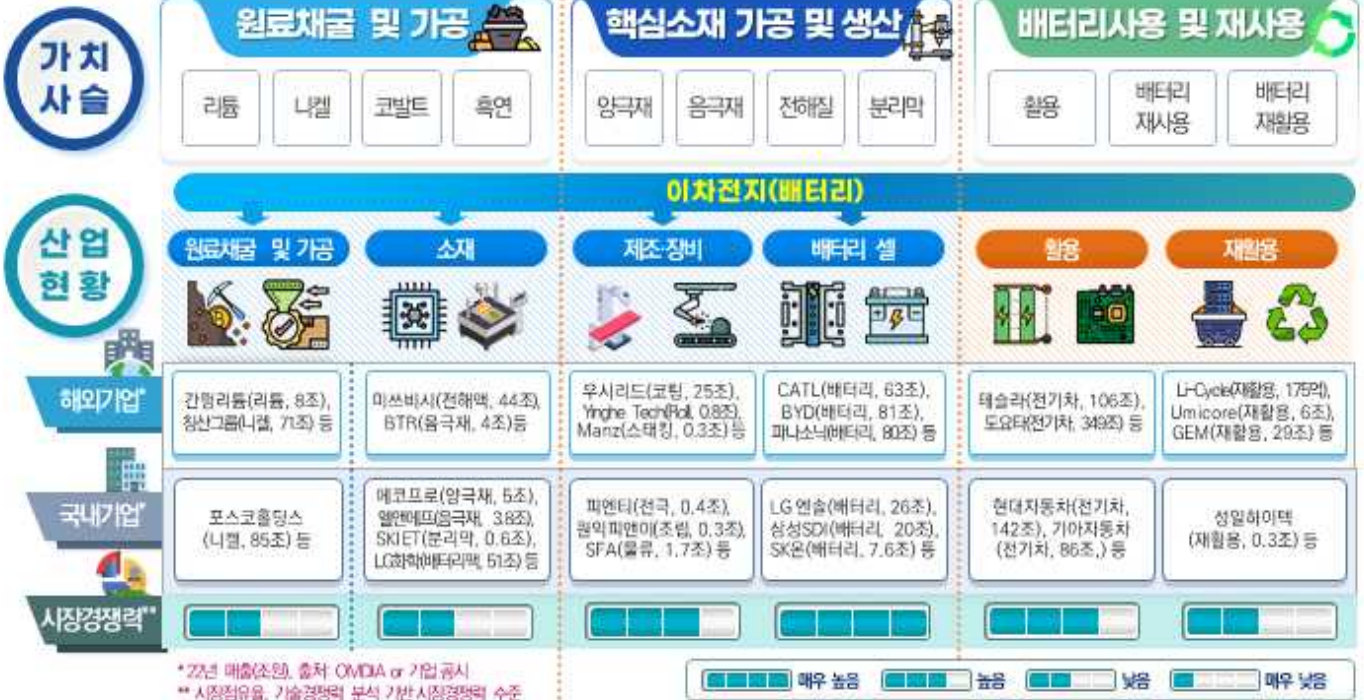 가치
사슬
원료채굴 및 가공
핵심소재 가공 및 생산
배터리사용 및 재사용
리튬
니켈
코발트
흑연
양극재
음극재
전해질
분리막
활용
배터리
재사용
배터리
재활용
이차전지(배터리)
산업
현황
원료채굴 및 가공
소재
제조·장비
배터리 셀
활용
재활용
해외기업*
간펑리튬(리튬, 8조),
칭산그룹(니켈, 71조) 등
미쓰비시(전해액, 44조),
BTR(음극재, 4조)등
우시리드(코팅, 25조),
Yinghe Tech(Roll, 0.8조),
Manz(스태킹, 0.3조) 등
CATL(배터리, 63조),
BYD(배터리, 81조),
파나소닉(배터리, 80조) 등
테슬라(전기차, 106조),
도요타(전기차, 349조) 등
Li-Cycle(재활용, 175억),
Umicore(재활용, 6조),
GEM(재활용, 29조) 등
국내기업*
포스코홀딩스
(니켈, 85조) 등
에코프로(양극재, 5조),
엘앤에프(음극재, 3.8조),
SKIET(분리막, 0.6조),
LG화학(배터리팩, 51조) 등
피엔티(전극, 0.4조),
원익피앤이(조립, 0.3조),
SFA(물류, 1.7조) 등
LG엔솔(배터리, 26조),
삼성SDI(배터리, 20조),
SK온(배터리, 7.6조) 등
현대자동차(전기차,
142조), 기아자동차
(전기차, 86조,) 등
성일하이텍
(재활용, 0.3조) 등
시장경쟁력**
* 22년 매출(조원), 출처: OMDIA or 기업 공시
** 시장점유율, 기술경쟁력 분석 기반 시장경쟁력 수준
매우 높음
높음
낮음
매우 낮음